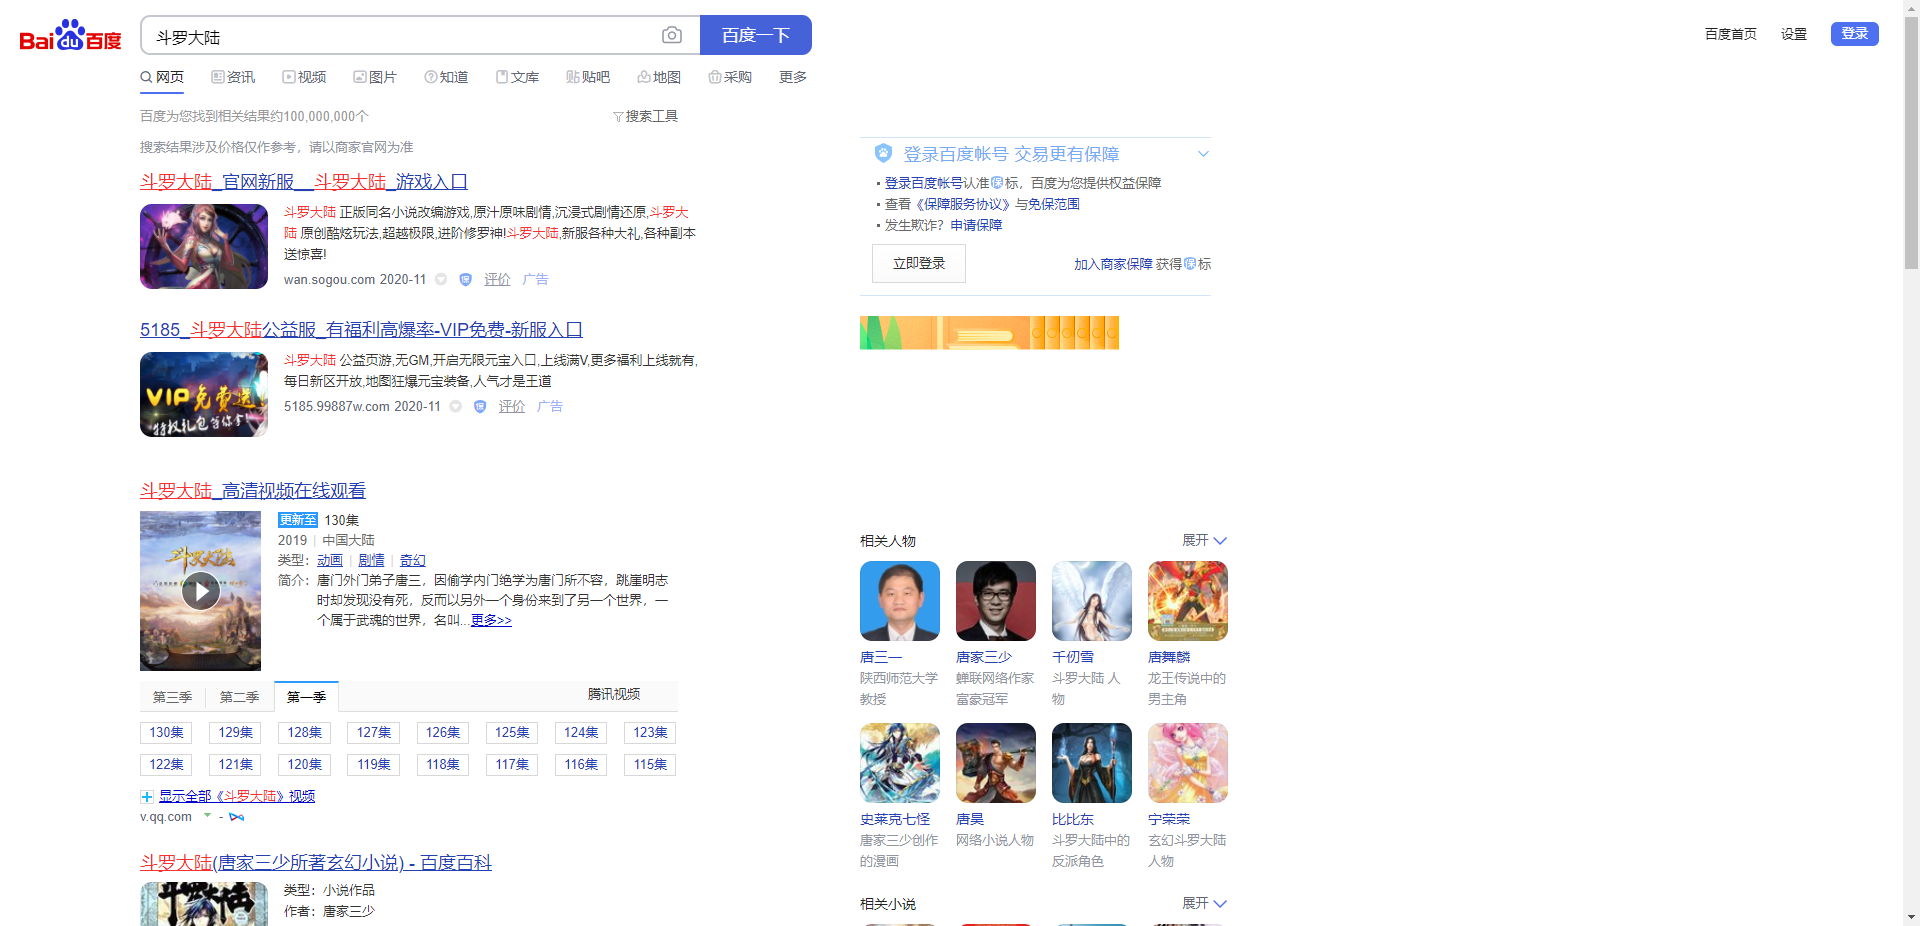 Bai du 百度
斗罗大陆
百度一下
百度首页 设置 登录
网页 资讯 视频 图片 知道 文库 贴吧 地图 采购 更多
百度为您找到相关结果约100,000,000个 搜索工具
搜索结果涉及价格仅作参考，请以商家官网为准
斗罗大陆_官网新服__斗罗大陆_游戏入口
斗罗大陆 正版同名小说改编游戏,原汁原味剧情,沉浸式剧情还原,斗罗大
陆 原创酷炫玩法,超越极限,进阶修罗神!斗罗大陆,新服各种大礼,各种副本
送惊喜!
wan.sogou.com 2020-11 保 评价 广告
5185_斗罗大陆公益服_有福利高爆率-VIP免费-新服入口
VIP免费送
特权礼包等你拿!
斗罗大陆 公益页游,无GM,开启无限元宝入口,上线满V,更多福利上线就有,
每日新区开放,地图狂爆元宝装备,人气才是王道
5185.99887w.com 2020-11 保 评价 广告
斗罗大陆_高清视频在线观看
斗罗大陆
更新至 130集
2019 | 中国大陆
类型： 动画 | 剧情 | 奇幻
简介： 唐门外门弟子唐三，因偷学内门绝学为唐门所不容，跳崖明志
时却发现没有死，反而以另外一个身份来到了另一个世界，一
个属于武魂的世界，名叫...更多>>
第三季 第二季 第一季 腾讯视频
130集 129集 128集 127集 126集 125集 124集 123集
122集 121集 120集 119集 118集 117集 116集 115集
显示全部《斗罗大陆》视频
v.qq.com -
斗罗大陆(唐家三少所著玄幻小说) - 百度百科
斗罗大陆
类型：小说作品
作者：唐家三少
登录百度帐号 交易更有保障
登录百度帐号认准保标，百度为您提供权益保障
查看《保障服务协议》与免保范围
发生欺诈？申请保障
立即登录 加入商家保障 获得保标
相关人物 展开
唐三一 唐家三少 千仞雪 唐舞麟
陕西师范大学 蝉联网络作家 斗罗大陆 人 龙王传说中的
教授 富豪冠军 物 男主角
史莱克七怪 唐昊 比比东 宁荣荣
唐家三少创作 网络小说人物 斗罗大陆中的 玄幻斗罗大陆
的漫画 反派角色 人物
相关小说 展开